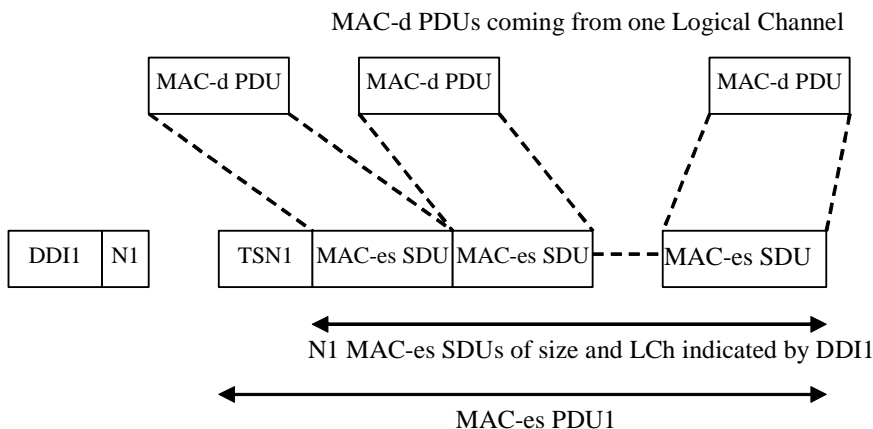 MAC-d PDUs coming from one Logical Channel
MAC-d PDU MAC-d PDU MAC-d PDU
DDI1 N1 TSN1 MAC-es SDU MAC-es SDU MAC-es SDU
N1 MAC-es SDUs of size and LCh indicated by DDI1
MAC-es PDU1